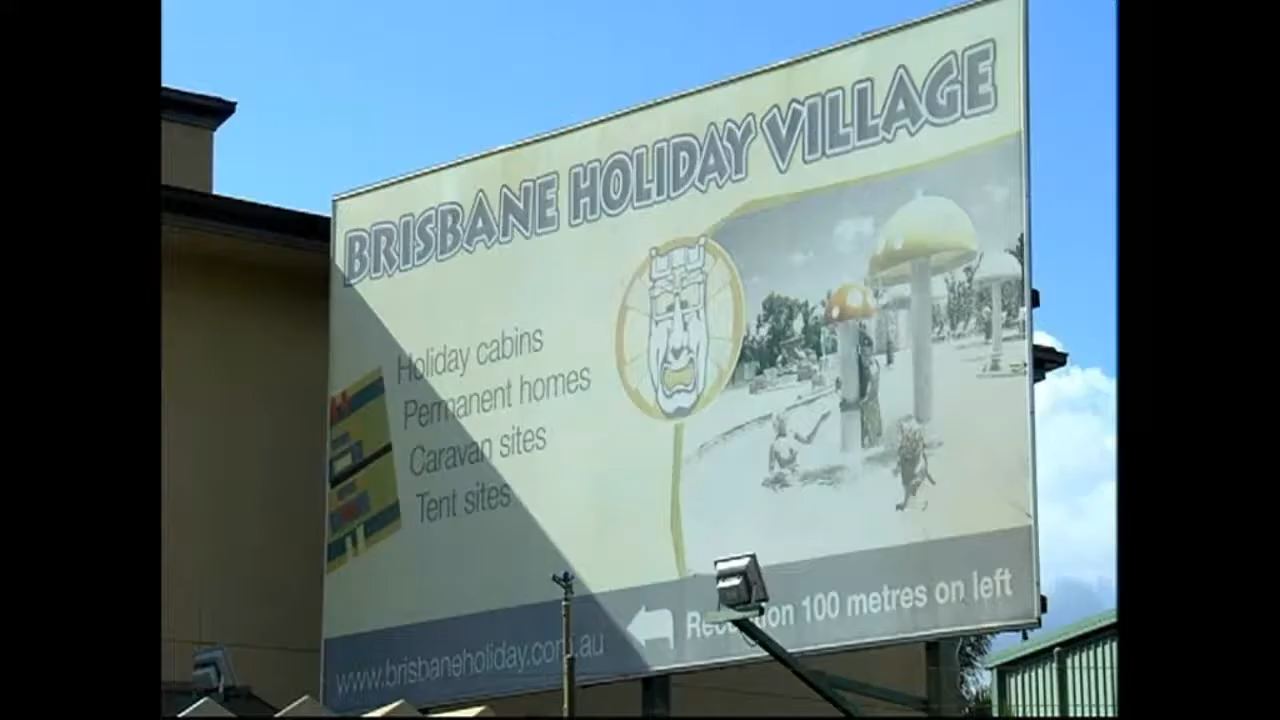 BRISBANE HOLIDAY VILLAGE
Holiday cabins
Permanent homes
Caravan sites
Tent sites
Reception 100 metres on left
www.brisbaneholiday.com.au